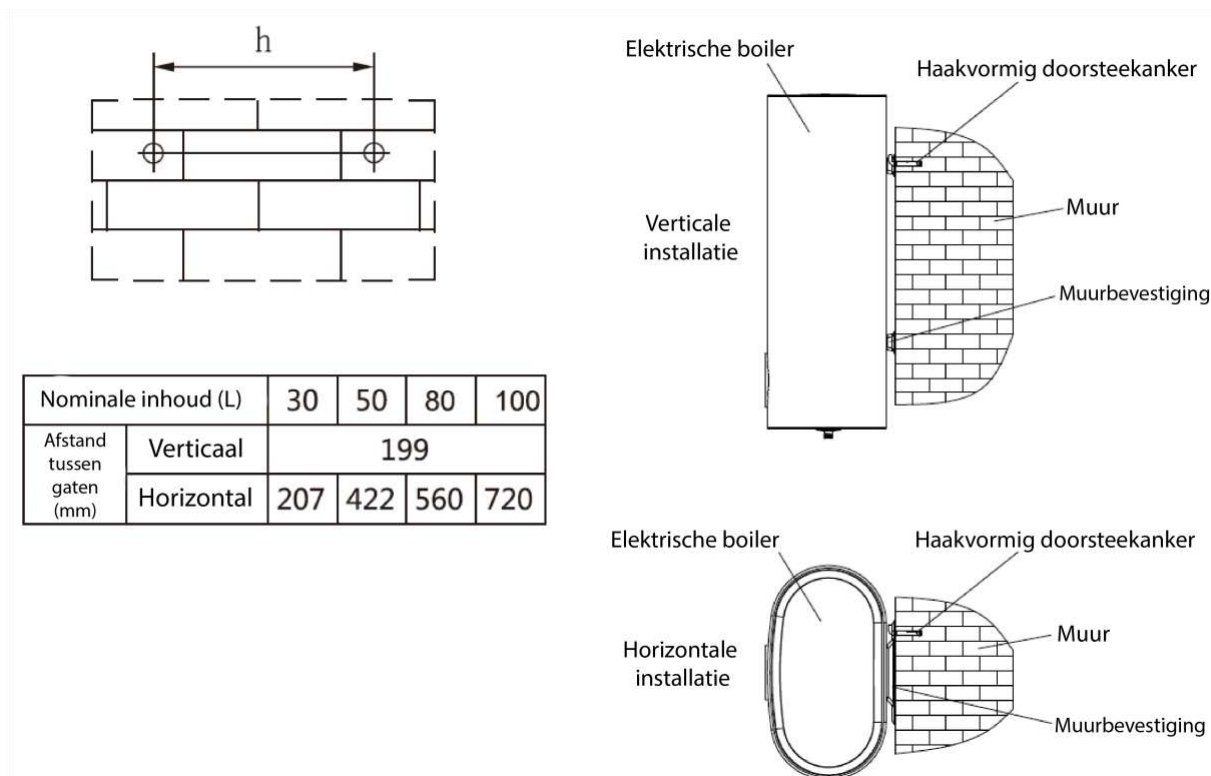 h
Nominale inhoud (L) 30 50 80 100
Afstand
tussen
gaten
(mm)
Verticaal 199
Horizontal 207 422 560 720
Elektrische boiler
Haakvormig doorsteekanker
Verticale
installatie
Muur
Muurbevestiging
Elektrische boiler
Haakvormig doorsteekanker
Horizontale
installatie
Muur
Muurbevestiging